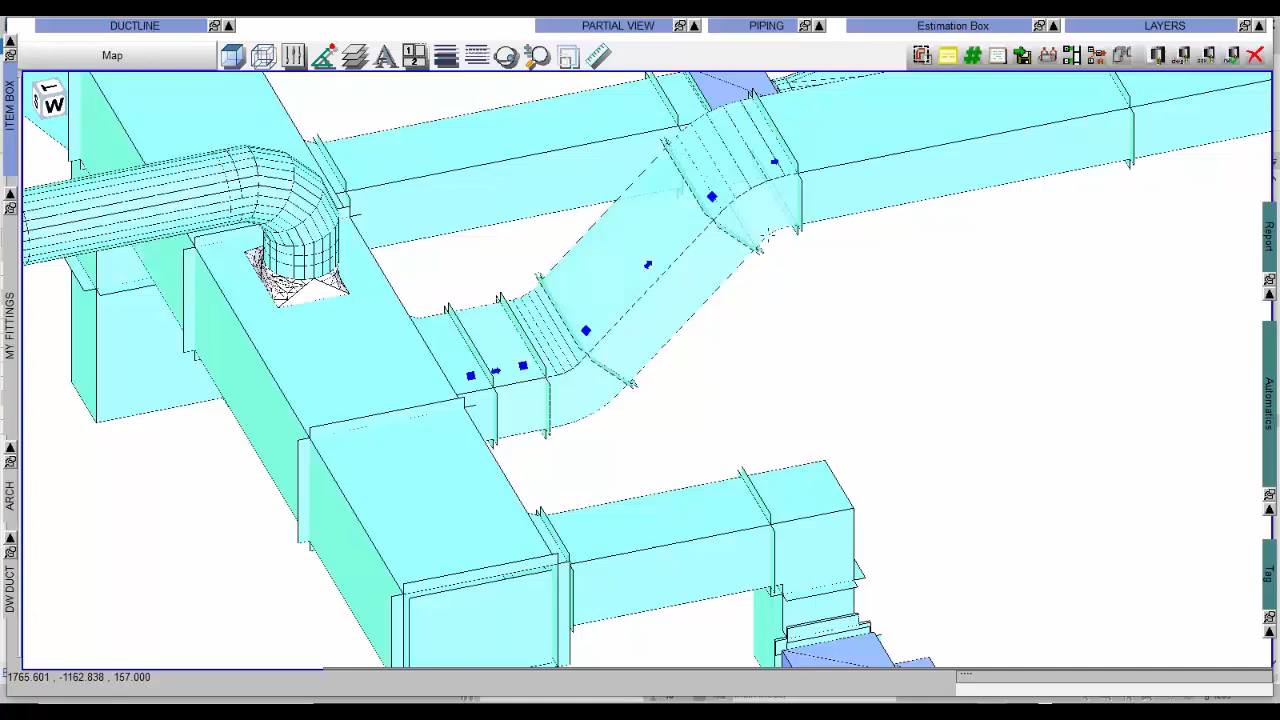 DUCTLINE
PARTIAL VIEW
PIPING
Estimation Box
LAYERS
Map
ITEM BOX
MY FITTINGS
ARCH
DW DUCT
W
Report
Automatics
Tag
1765.601 , -1162.838 , 157.000